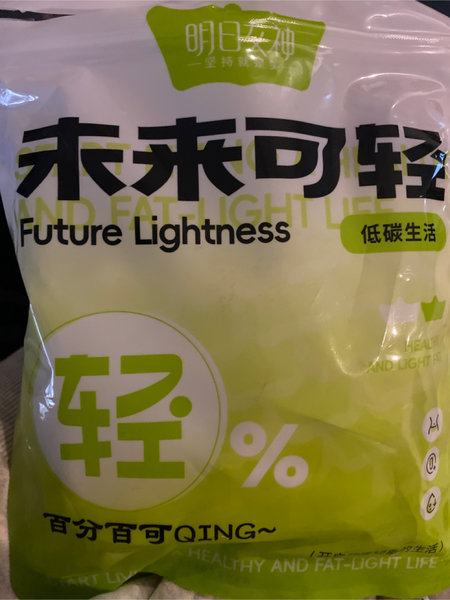 明日女神
未来可轻
AND FAT-LIGHT LIFE
Future Lightness
低碳生活
轻
%
HEALTHY
AND LIGHT
百分百可QING~
HEALTHY AND FAT-LIGHT LIFE
START